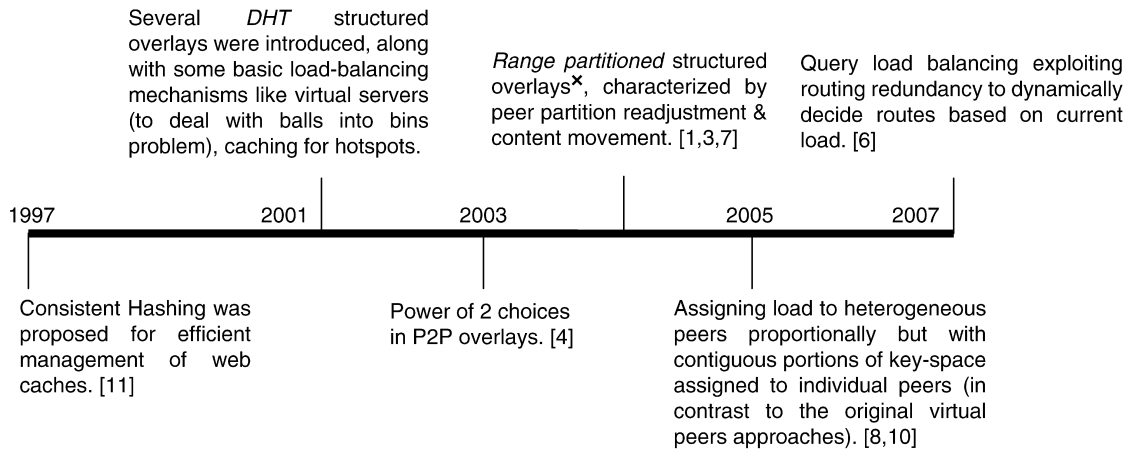 Several DHT structured
overlays were introduced, along
with some basic load-balancing
mechanisms like virtual servers
(to deal with balls into bins
problem), caching for hotspots.
Range partitioned structured
overlays×, characterized by
peer partition readjustment &
content movement. [1,3,7]
Query load balancing exploiting
routing redundancy to dynamically
decide routes based on current
load. [6]
1997 2001 2003 2005 2007
Consistent Hashing was
proposed for efficient
management of web
caches. [11]
Power of 2 choices
in P2P overlays. [4]
Assigning load to heterogeneous
peers proportionally but with
contiguous portions of key-space
assigned to individual peers (in
contrast to the original virtual
peers approaches). [8,10]